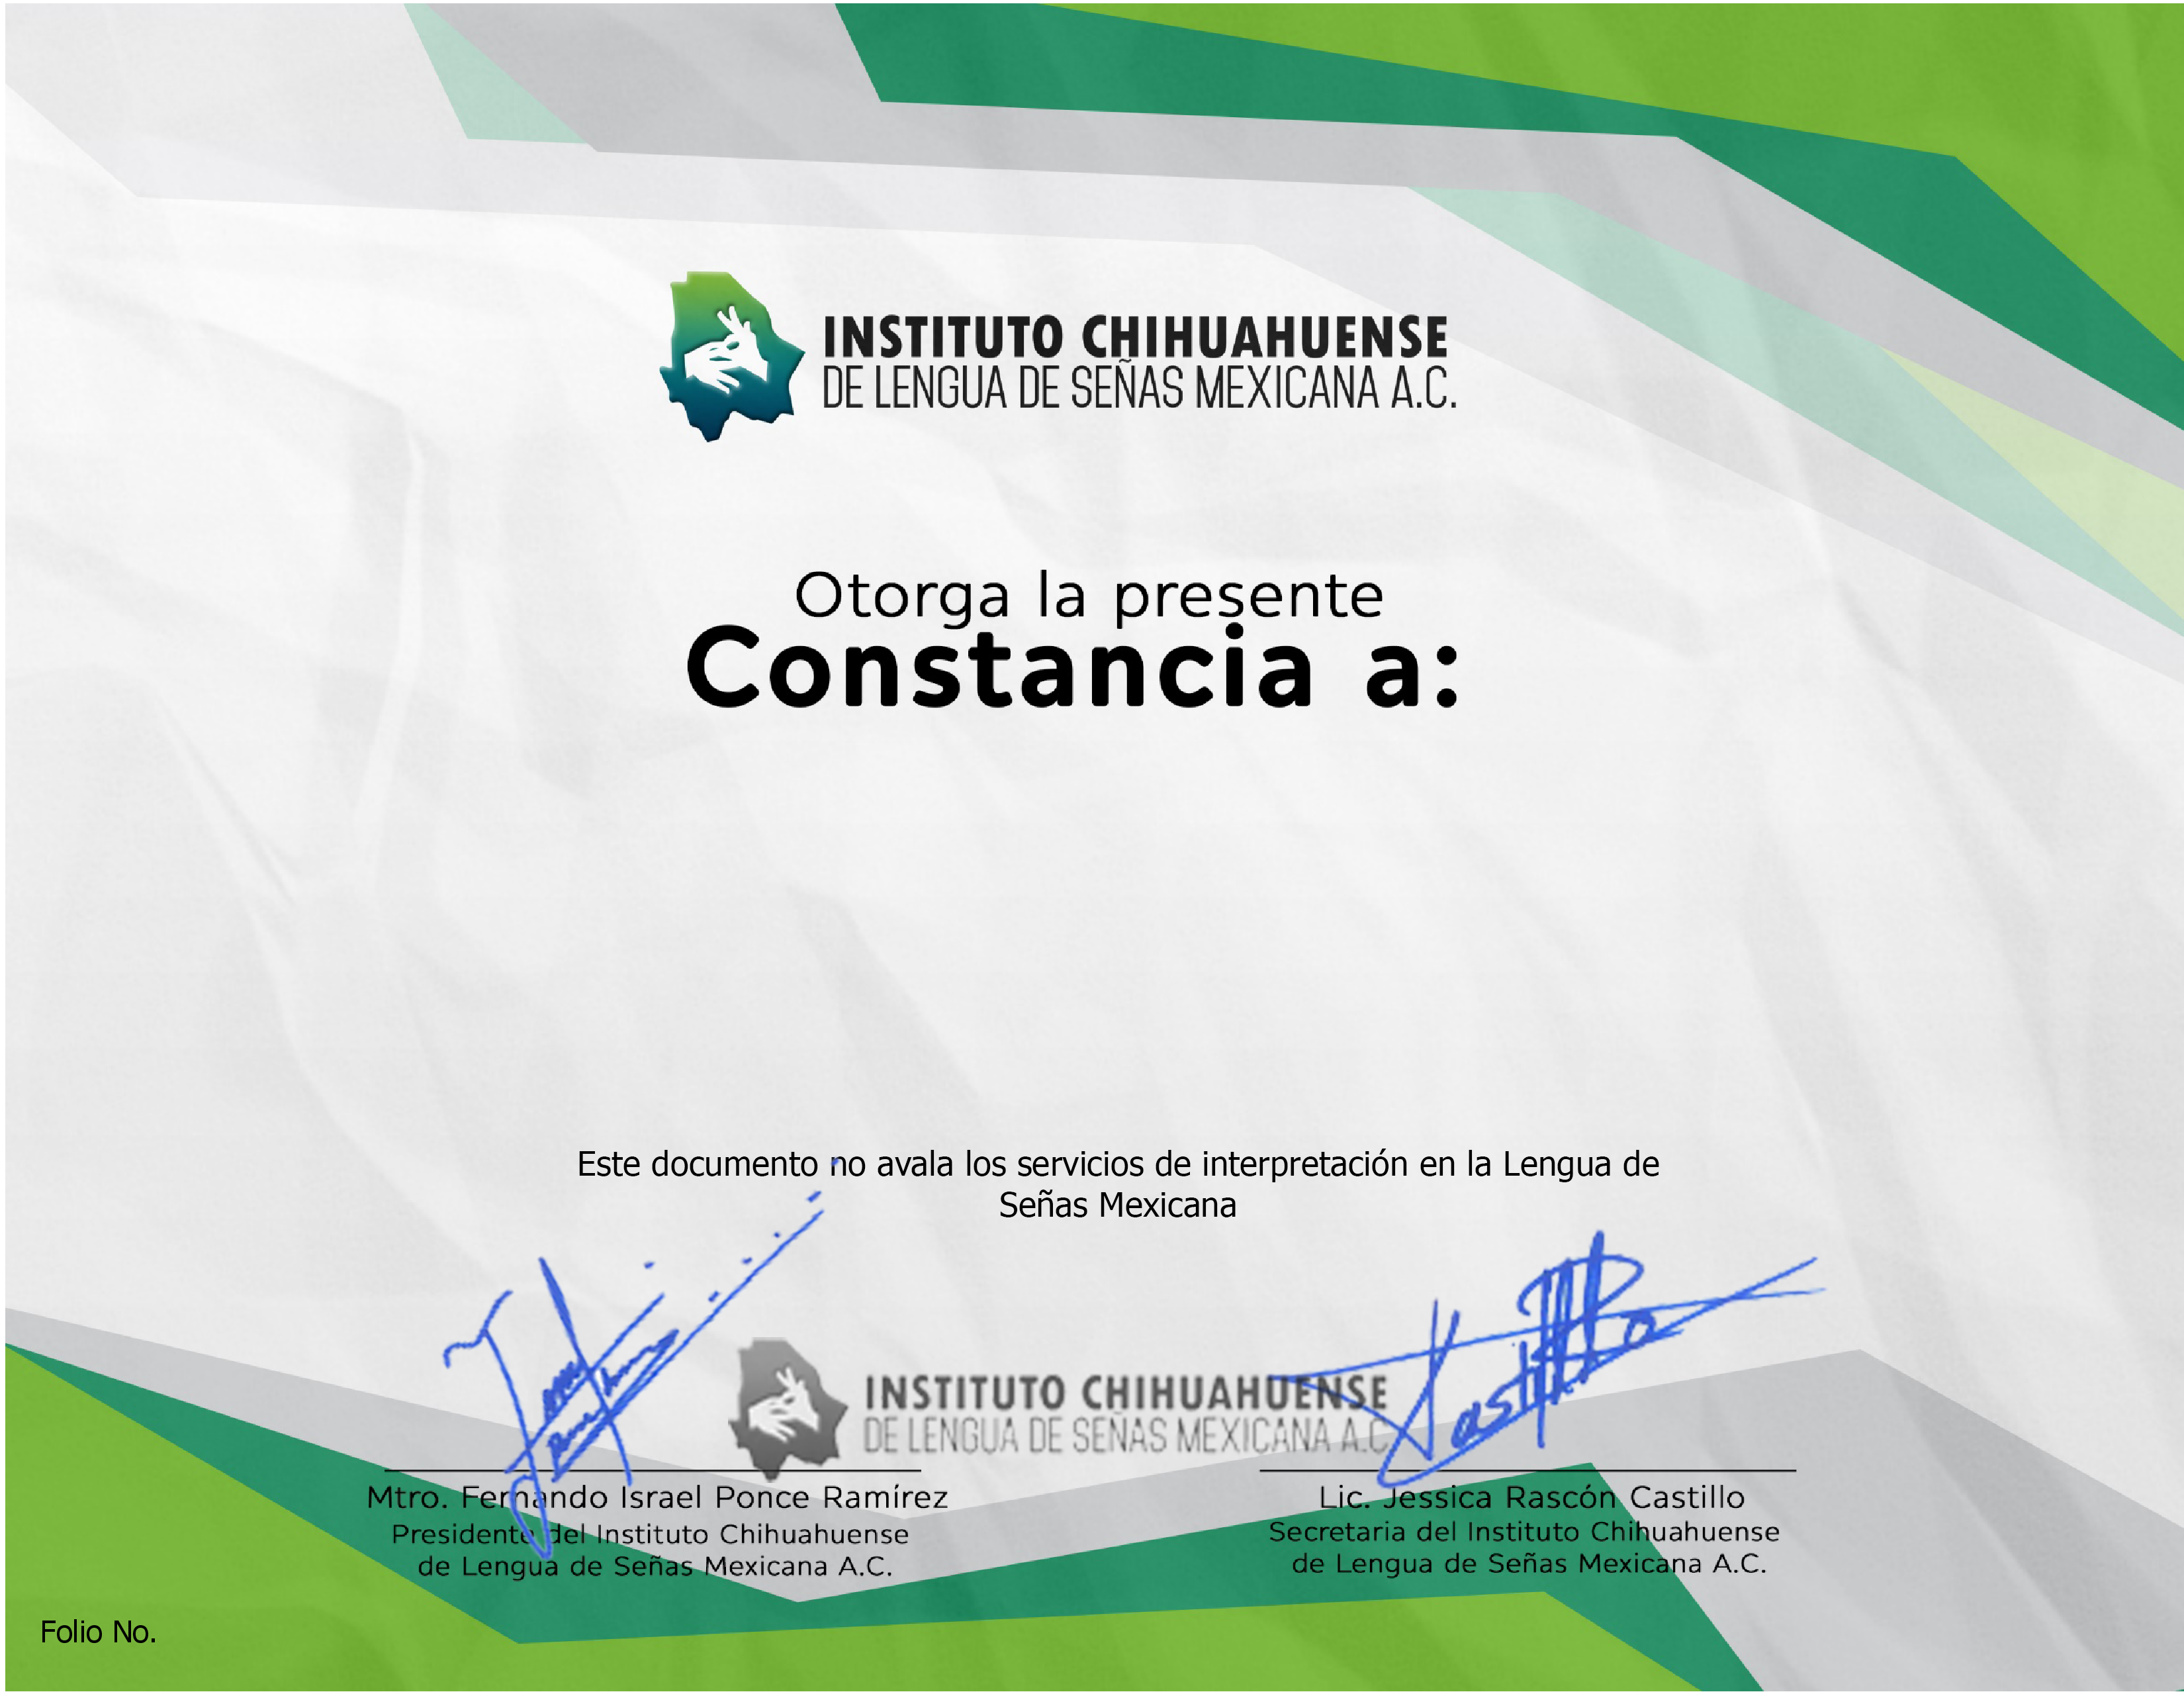 INSTITUTO CHIHUAHUENSE
DE LENGUA DE SEÑAS MEXICANA A.C.
Otorga la presente
Constancia a:
Este documento no avala los servicios de interpretación en la Lengua de
Señas Mexicana
INSTITUTO CHIHUAHUENSE
DE LENGUA DE SEÑAS MEXICANA A.C
Mtro. Fernando Israel Ponce Ramírez
Presidente del Instituto Chihuahuense
de Lengua de Señas Mexicana A.C.
Lic. Jessica Rascón Castillo
Secretaria del Instituto Chihuahuense
de Lengua de Señas Mexicana A.C.
Folio No.